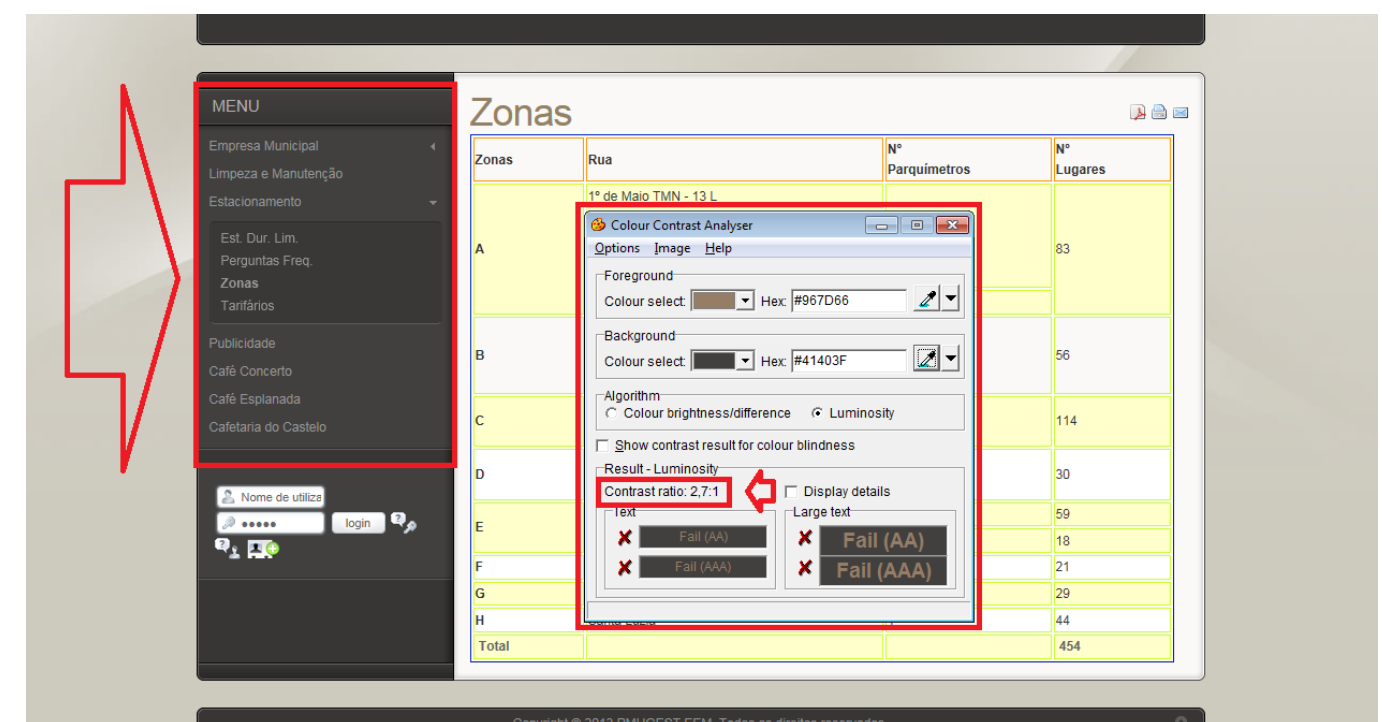 MENU
Empresa Municipal
Limpeza e Manutenção
Estacionamento
Est. Dur. Lim.
Perguntas Freq.
Zonas
Tarifários
Publicidade
Café Concerto
Café Esplanada
Cafetaria do Castelo
Nome de utiliza
login
Zonas
Zonas Rua Nº Parquímetros Nº Lugares
1º de Maio TMN - 13 L
A 83
B 56
C 114
D 30
E 59
18
F 21
G 29
H 44
Total 454
Colour Contrast Analyser
Options Image Help
Foreground
Colour select: Hex: #967D66
Background
Colour select: Hex: #41403F
Algorithm
Colour brightness/difference Luminosity
Show contrast result for colour blindness
Result - Luminosity
Contrast ratio: 2,7:1 Display details
Text Large text
Fail (AA) Fail (AA)
Fail (AAA) Fail (AAA)